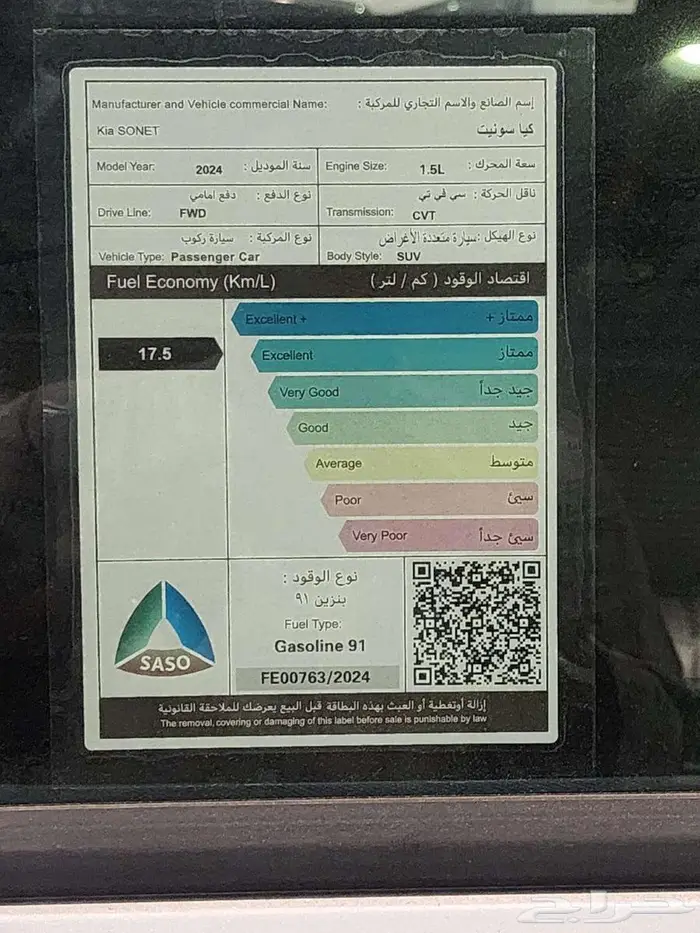 Manufacturer and Vehicle commercial Name: إسم الصانع والاسم التجاري للمركبة :
Kia SONET كيا سونيت
Model Year: 2024 سنة الموديل : Engine Size: 1.5L سعة المحرك :
نوع الدفع : دفع امامي ناقل الحركة : سي في تي
Drive Line: FWD Transmission: CVT
نوع المركبة : سيارة ركوب نوع الهيكل :سيارة متعددة الأغراض
Vehicle Type: Passenger Car Body Style: SUV
Fuel Economy (Km/L) اقتصاد الوقود ( كم / لتر )
Excellent + ممتاز +
17.5 Excellent ممتاز
Very Good جيد جداً
Good جيد
Average متوسط
Poor سيئ
Very Poor سيئ جداً
نوع الوقود :
بنزين ٩١
Fuel Type:
Gasoline 91
SASO
FE00763/2024
إزالة أوتغطية أو العبث بهذه البطاقة قبل البيع يعرضك للملاحقة القانونية
The removal, covering or damaging of this label before sale is punishable by law
حراج